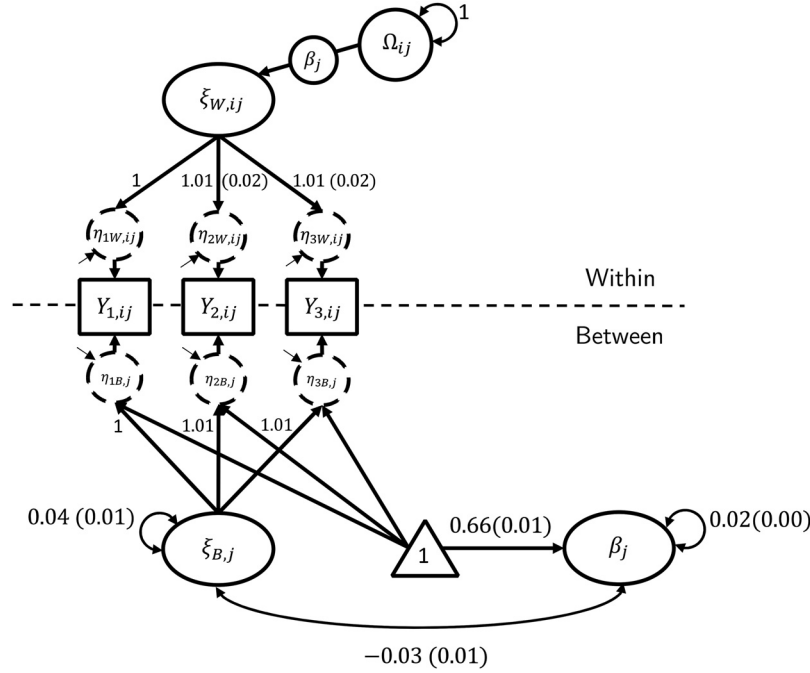 Ω_ij
1
β_j
ξ_W,ij
1
1.01 (0.02)
1.01 (0.02)
η_1W,ij
η_2W,ij
η_3W,ij
Within
Y_1,ij
Y_2,ij
Y_3,ij
Between
η_1B,j
η_2B,j
η_3B,j
1
1.01
1.01
0.04 (0.01)
ξ_B,j
1
0.66(0.01)
β_j
0.02(0.00)
−0.03 (0.01)